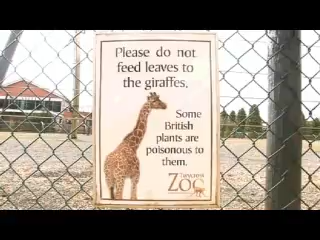 Please do not
feed leaves to
the giraffes.
Some
British
plants are
poisonous to
them.
Zoo